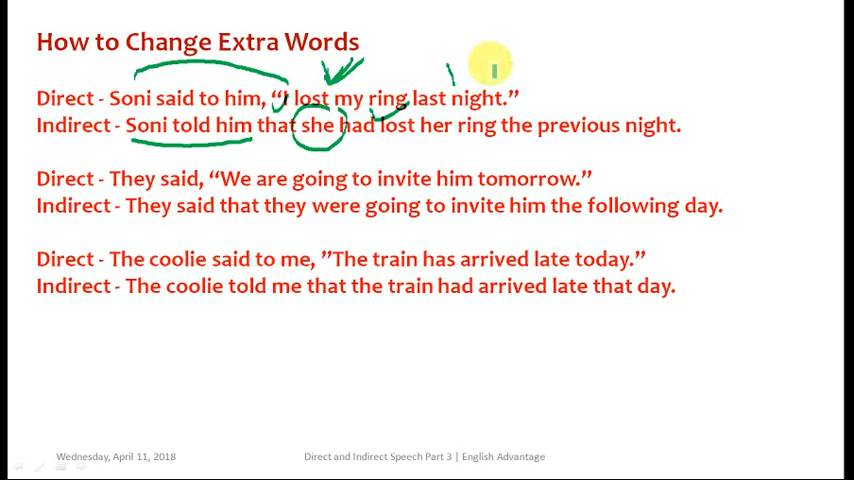 How to Change Extra Words
Direct - Soni said to him, “I lost my ring last night.”
Indirect - Soni told him that she had lost her ring the previous night.
Direct - They said, “We are going to invite him tomorrow.”
Indirect - They said that they were going to invite him the following day.
Direct - The coolie said to me, ”The train has arrived late today.”
Indirect - The coolie told me that the train had arrived late that day.
Wednesday, April 11, 2018
Direct and Indirect Speech Part 3 | English Advantage